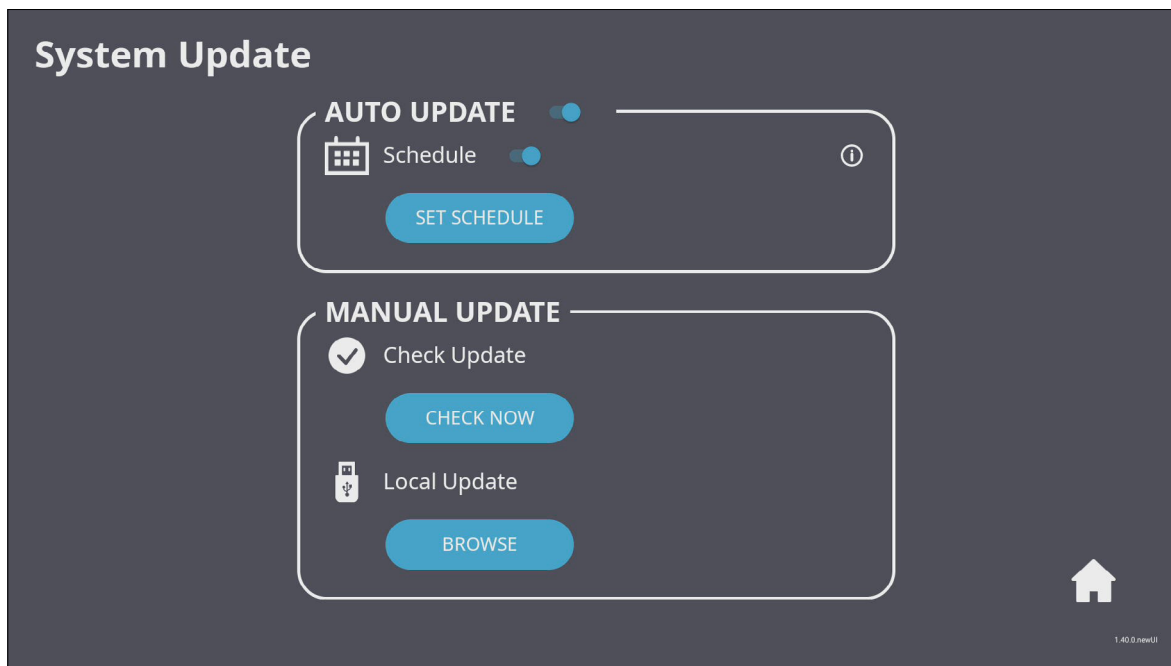 System Update
AUTO UPDATE
Schedule
SET SCHEDULE
MANUAL UPDATE
Check Update
CHECK NOW
Local Update
BROWSE
1.40.0.newUI